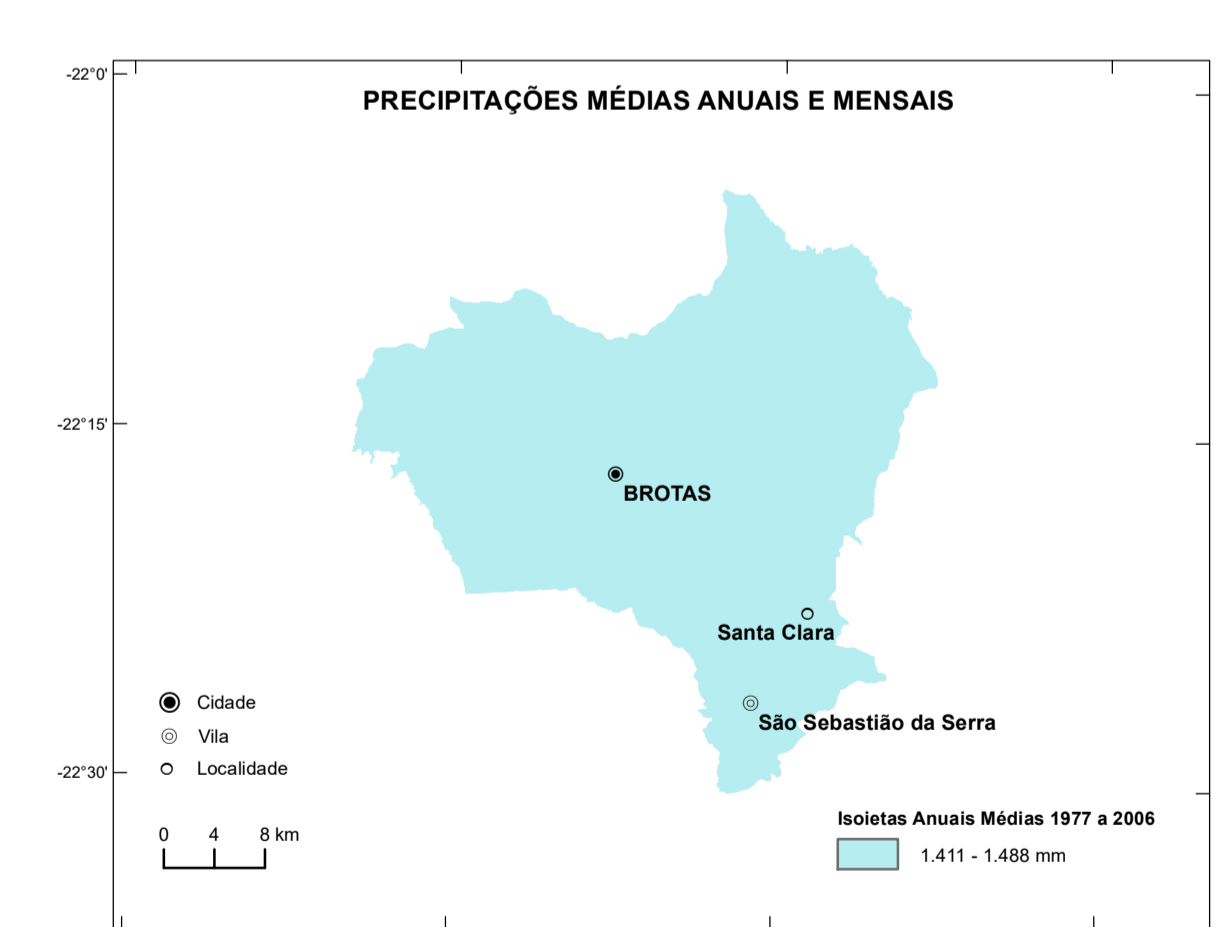 -22°0'
PRECIPITAÇÕES MÉDIAS ANUAIS E MENSAIS
-22°15'
BROTAS
Santa Clara
São Sebastião da Serra
Cidade
Vila
Localidade
-22°30'
0 4 8 km
Isoietas Anuais Médias 1977 a 2006
1.411 - 1.488 mm